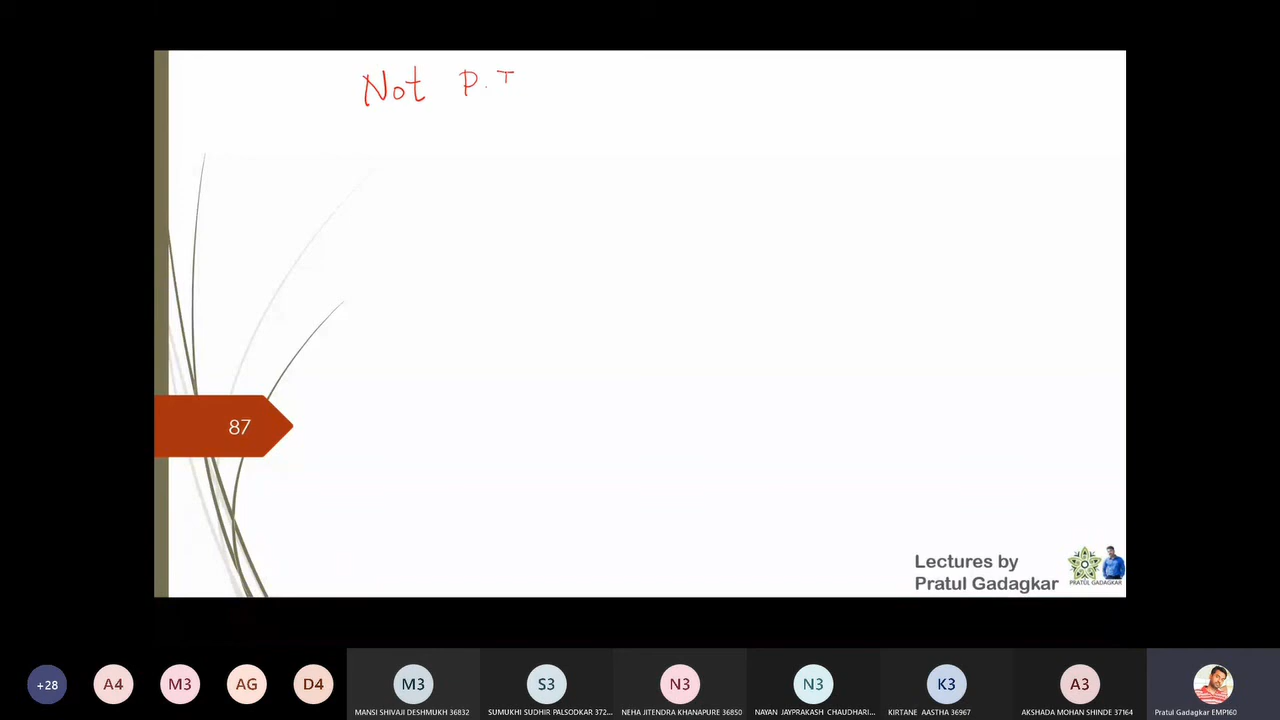 Not P.T
87
Lectures by
Pratul Gadagkar
PRATUL GADAGKAR
+28
A4
M3
AG
D4
M3
S3
N3
N3
K3
A3
MANSI SHIVAJI DESHMUKH 36832
SUMUKHI SUDHIR PALSODKAR 372...
NEHA JITENDRA KHANAPURE 36850
NAYAN JAYPRAKASH CHAUDHARI...
KIRTANE AASTHA 36967
AKSHADA MOHAN SHINDE 37164
Pratul Gadagkar EMP160